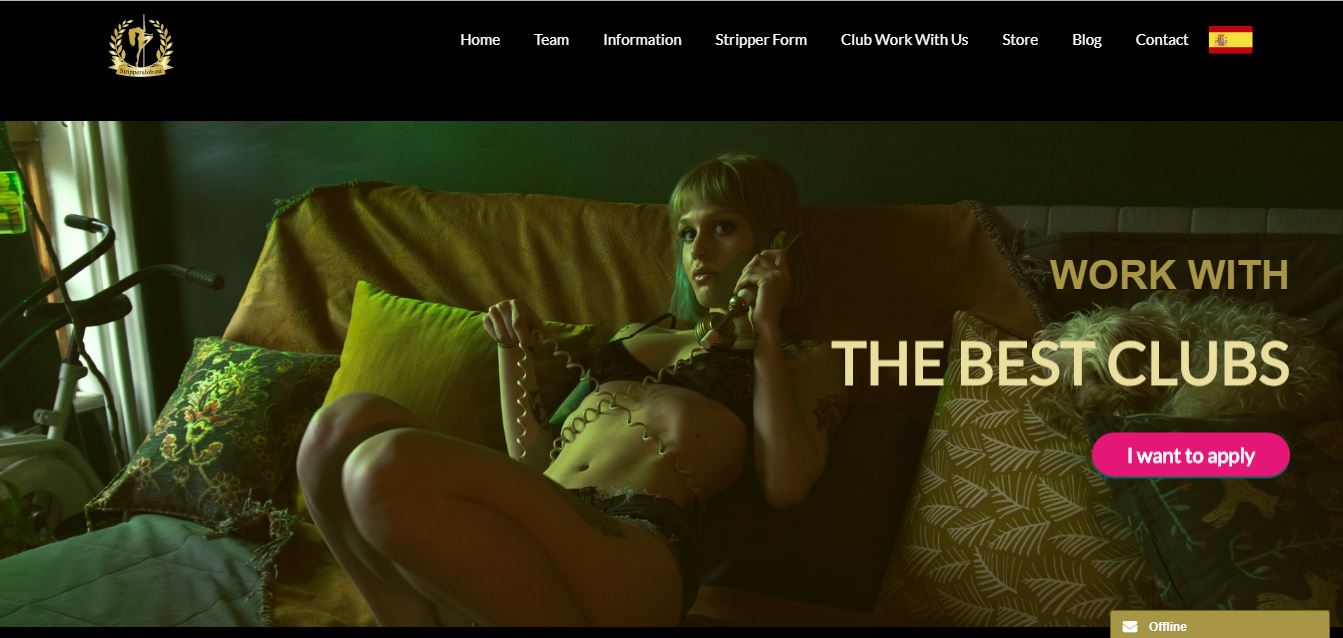 StrippersJob.eu
Home Team Information Stripper Form Club Work With Us Store Blog Contact
WORK WITH
THE BEST CLUBS
I want to apply
Offline